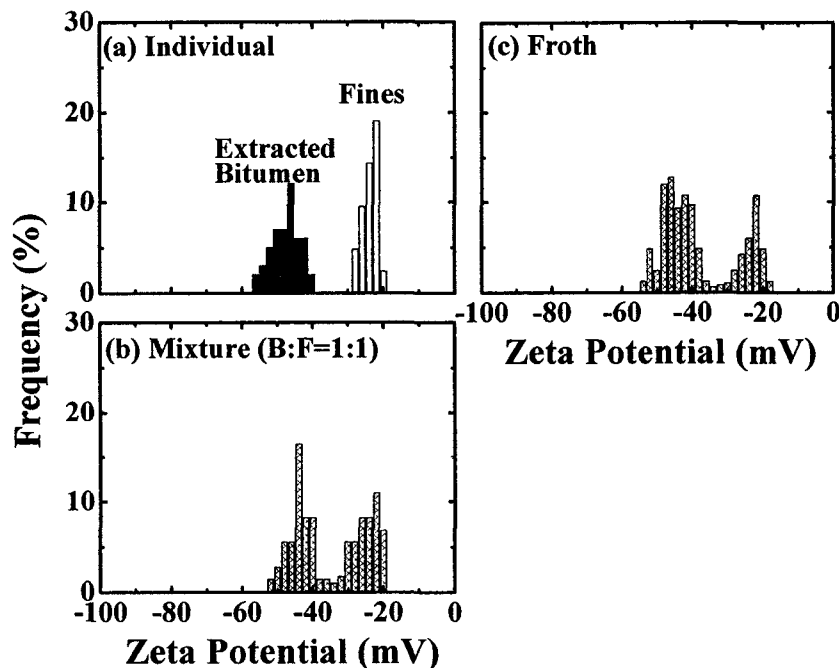 30
(a) Individual
Fines
20
Extracted
Bitumen
10
0
(c) Froth
-100 -80 -60 -40 -20 0
Zeta Potential (mV)
Frequency (%)
30
(b) Mixture (B:F=1:1)
20
10
0
-100 -80 -60 -40 -20 0
Zeta Potential (mV)